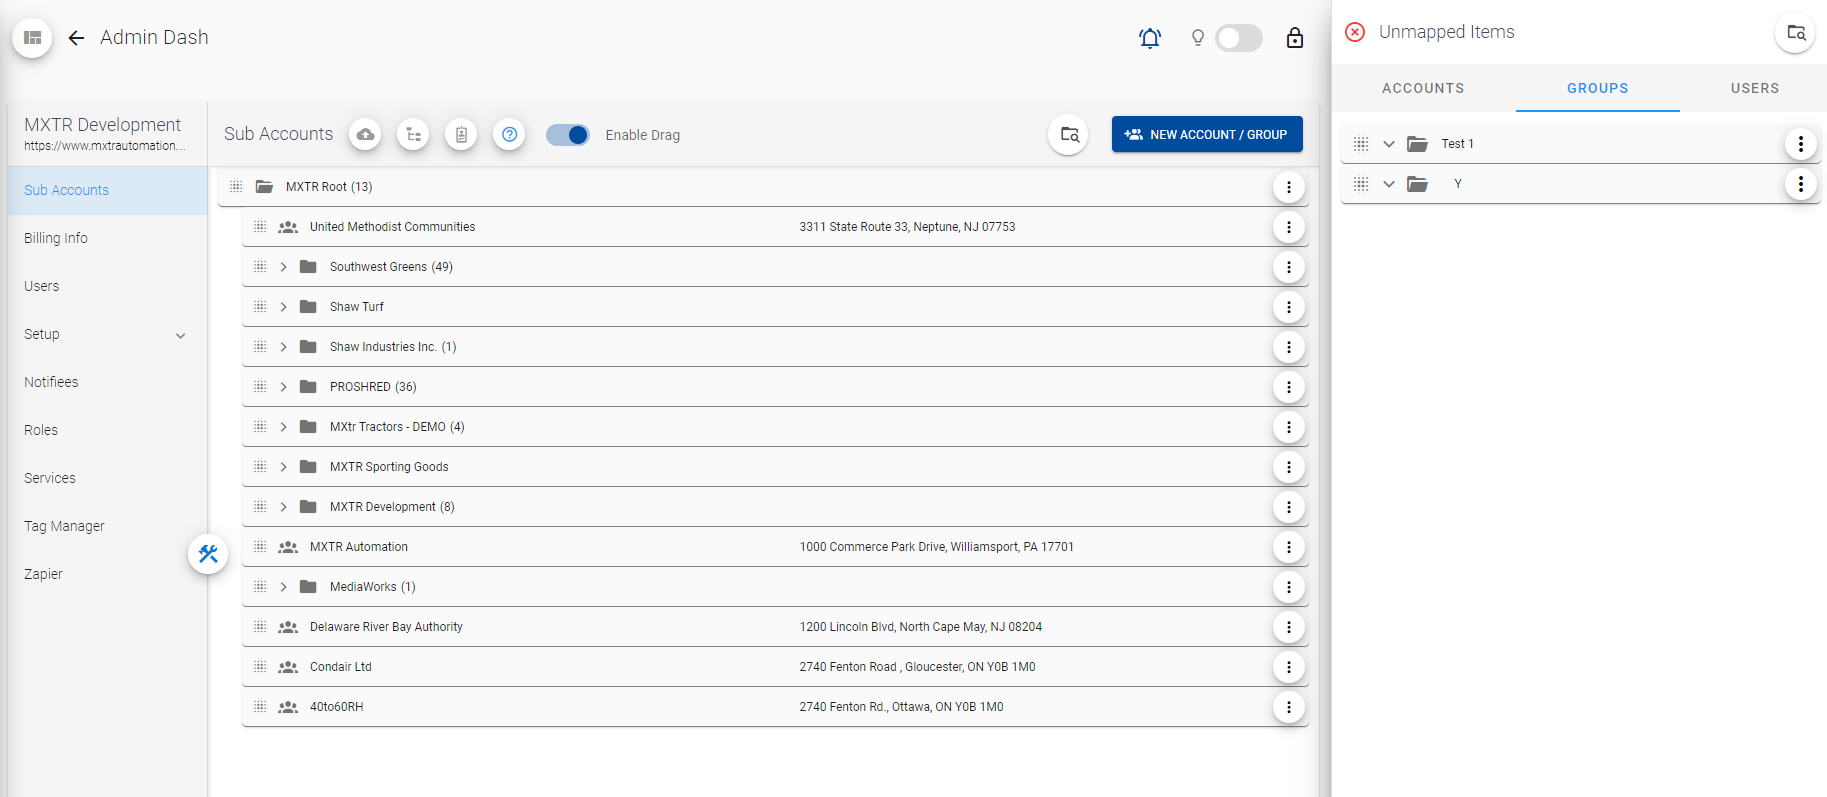 Admin Dash
MXTR Development
https://www.mxtrautomation....
Sub Accounts
Billing Info
Users
Setup
Notifiees
Roles
Services
Tag Manager
Zapier
Sub Accounts
Enable Drag
NEW ACCOUNT / GROUP
MXTR Root (13)
United Methodist Communities 3311 State Route 33, Neptune, NJ 07753
Southwest Greens (49)
Shaw Turf
Shaw Industries Inc. (1)
PROSHRED (36)
MXtr Tractors - DEMO (4)
MXTR Sporting Goods
MXTR Development (8)
MXTR Automation 1000 Commerce Park Drive, Williamsport, PA 17701
MediaWorks (1)
Delaware River Bay Authority 1200 Lincoln Blvd, North Cape May, NJ 08204
Condair Ltd 2740 Fenton Road , Gloucester, ON Y0B 1M0
40to60RH 2740 Fenton Rd., Ottawa, ON Y0B 1M0
Unmapped Items
ACCOUNTS GROUPS USERS
Test 1
Y